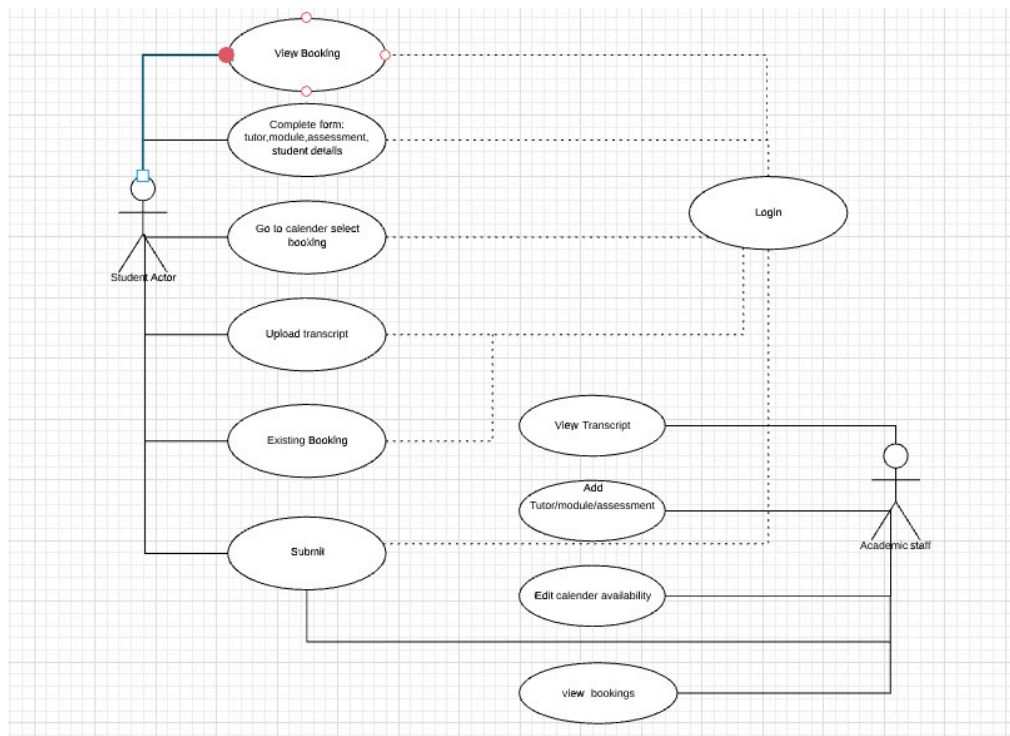 View Booking
Complete form:
tutor,module,assessment,
student details
Login
Go to calender select
booking
Student Actor
Upload transcript
View Transcript
Existing Booking
Add
Tutor/module/assessment
Academic staff
Submit
Edit calender availability
view bookings